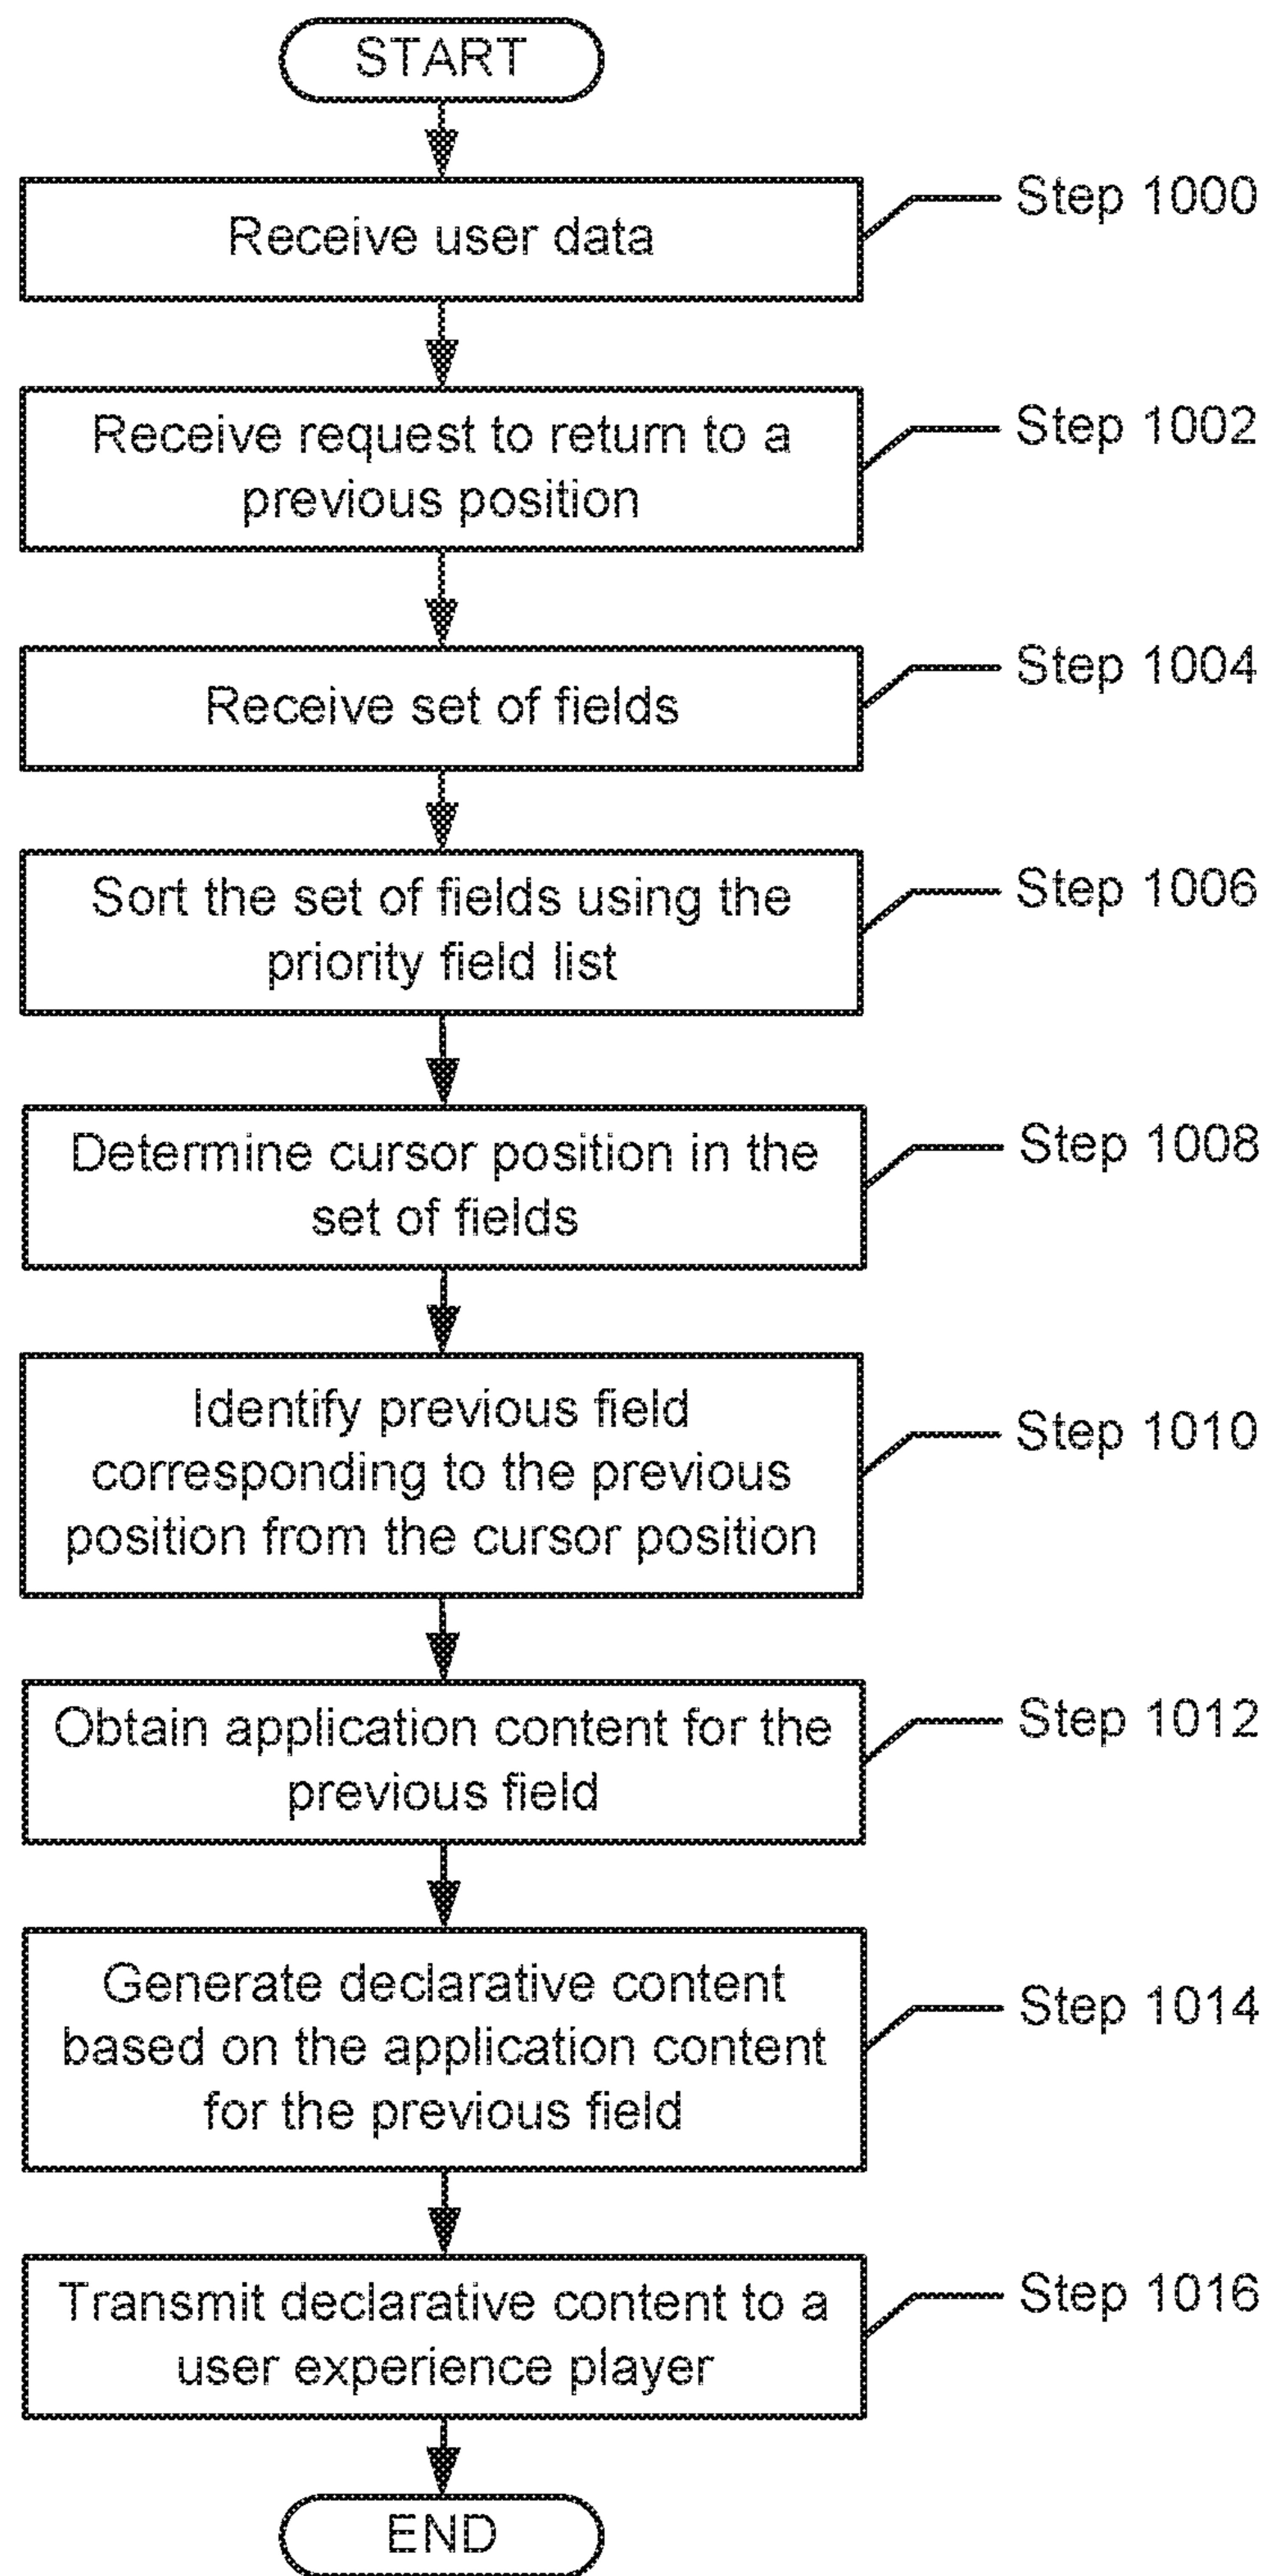 START
Receive user data
Step 1000
Receive request to return to a
previous position
Step 1002
Receive set of fields
Step 1004
Sort the set of fields using the
priority field list
Step 1006
Determine cursor position in the
set of fields
Step 1008
Identify previous field
corresponding to the previous
position from the cursor position
Step 1010
Obtain application content for the
previous field
Step 1012
Generate declarative content
based on the application content
for the previous field
Step 1014
Transmit declarative content to a
user experience player
Step 1016
END